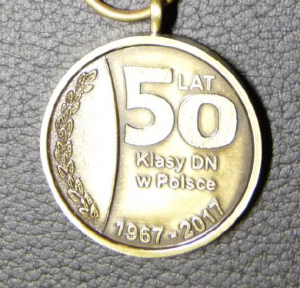 50 LAT
Klasy DN
w Polsce
1967-2017